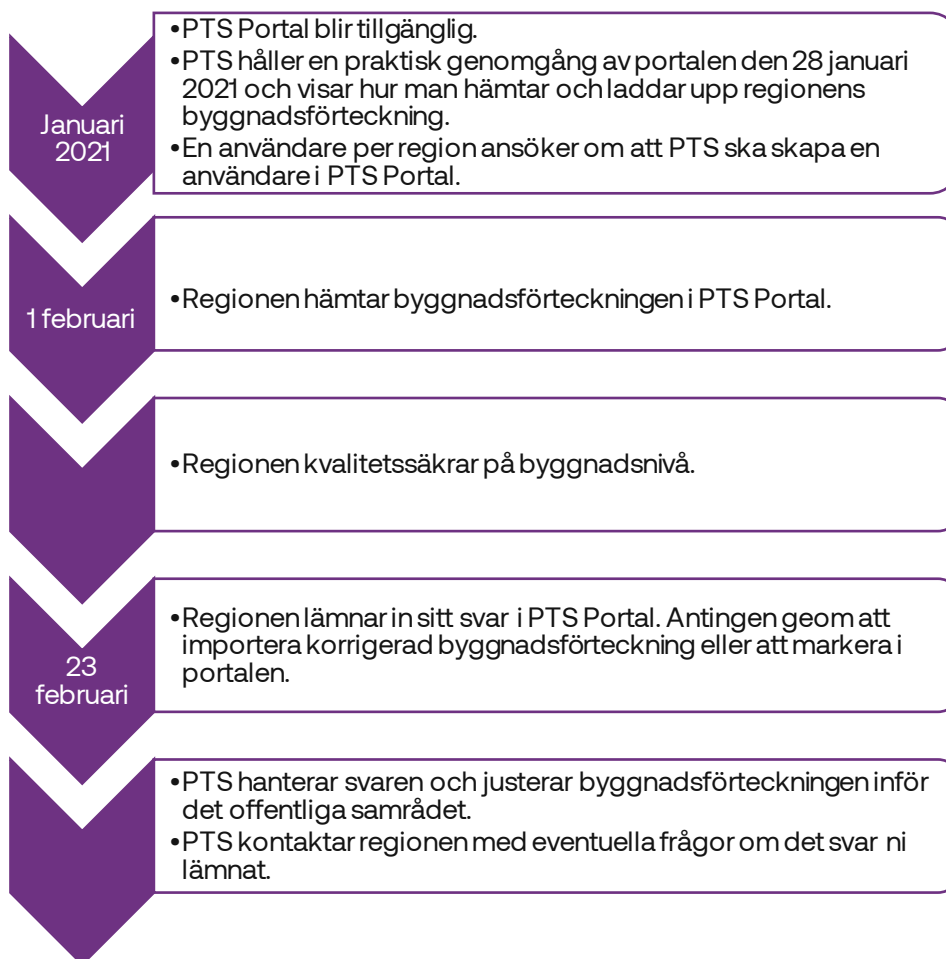 •PTS Portal blir tillgänglig.
•PTS håller en praktisk genomgång av portalen den 28 januari
2021 och visar hur man hämtar och laddar upp regionens
byggnadsförteckning.
•En användare per region ansöker om att PTS ska skapa en
användare i PTS Portal.
Januari
2021
•Regionen hämtar byggnadsförteckningen i PTS Portal.
1 februari
•Regionen kvalitetssäkrar på byggnadsnivå.
•Regionen lämnar in sitt svar i PTS Portal. Antingen geom att
importera korrigerad byggnadsförteckning eller att markera i
portalen.
23
februari
•PTS hanterar svaren och justerar byggnadsförteckningen inför
det offentliga samrådet.
•PTS kontaktar regionen med eventuella frågor om det svar ni
lämnat.